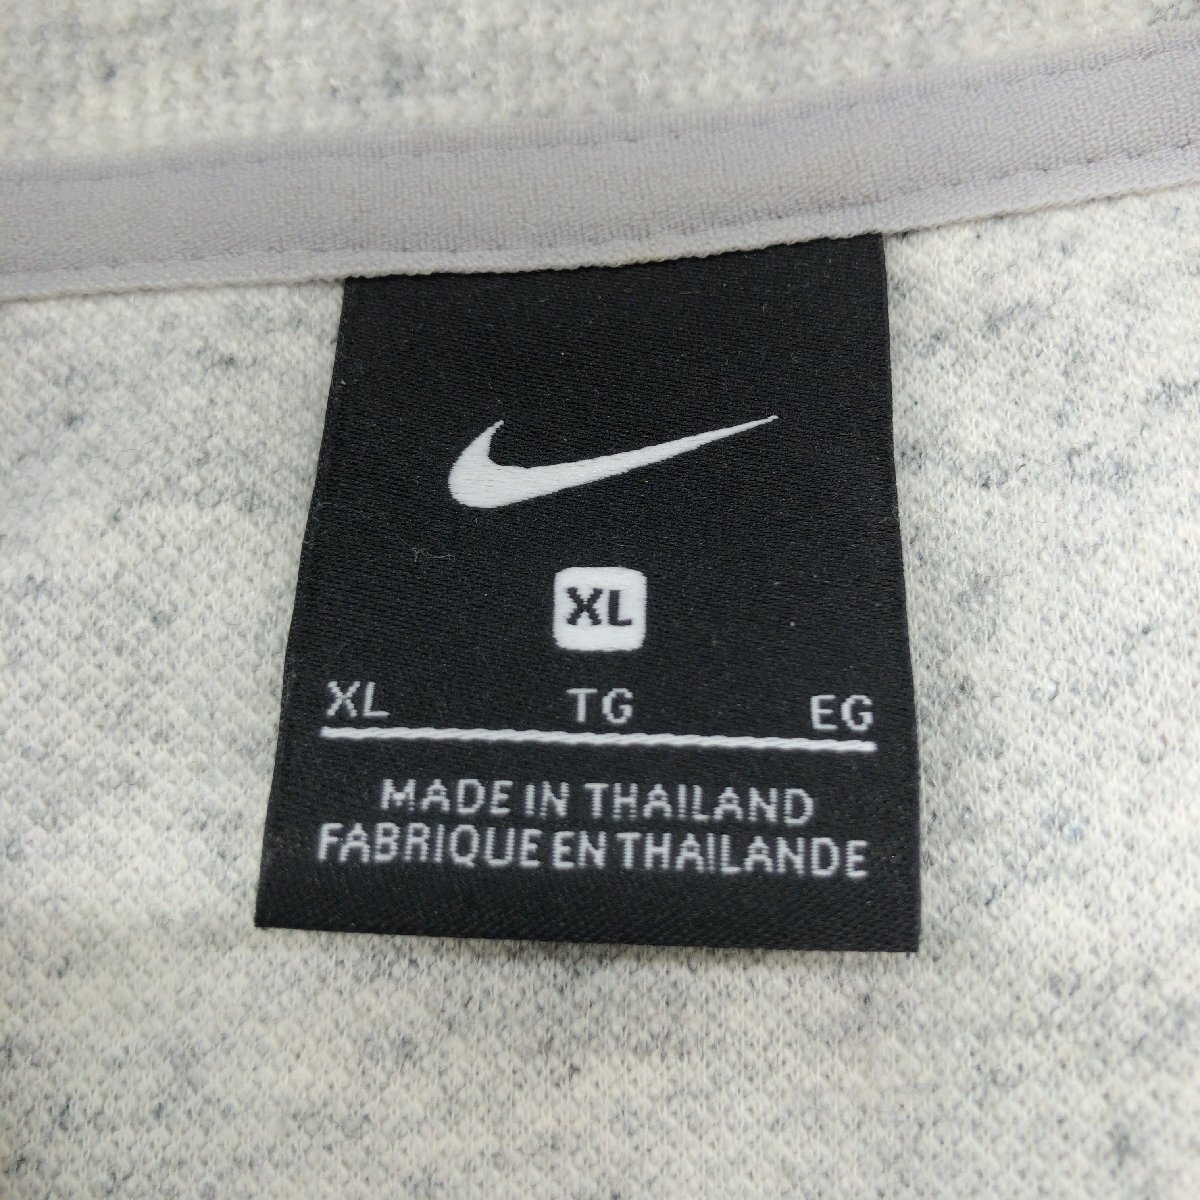 XL
XL TG EG
MADE IN THAILAND
FABRIQUE EN THAILANDE